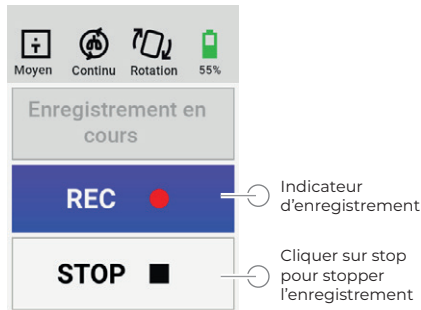 Moyen Continu Rotation 55%
Enregistrement en
cours
REC
Indicateur
d'enregistrement
STOP
Cliquer sur stop
pour stopper
l'enregistrement